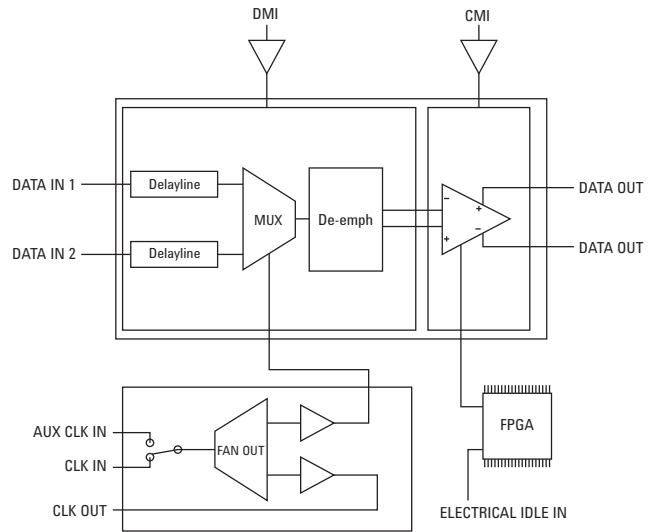 DMI
CMI
DATA IN 1
Delayline
MUX
De-emph
DATA OUT
DATA IN 2
Delayline
DATA OUT
-
+
-
+
AUX CLK IN
CLK IN
FAN OUT
CLK OUT
FPGA
ELECTRICAL IDLE IN